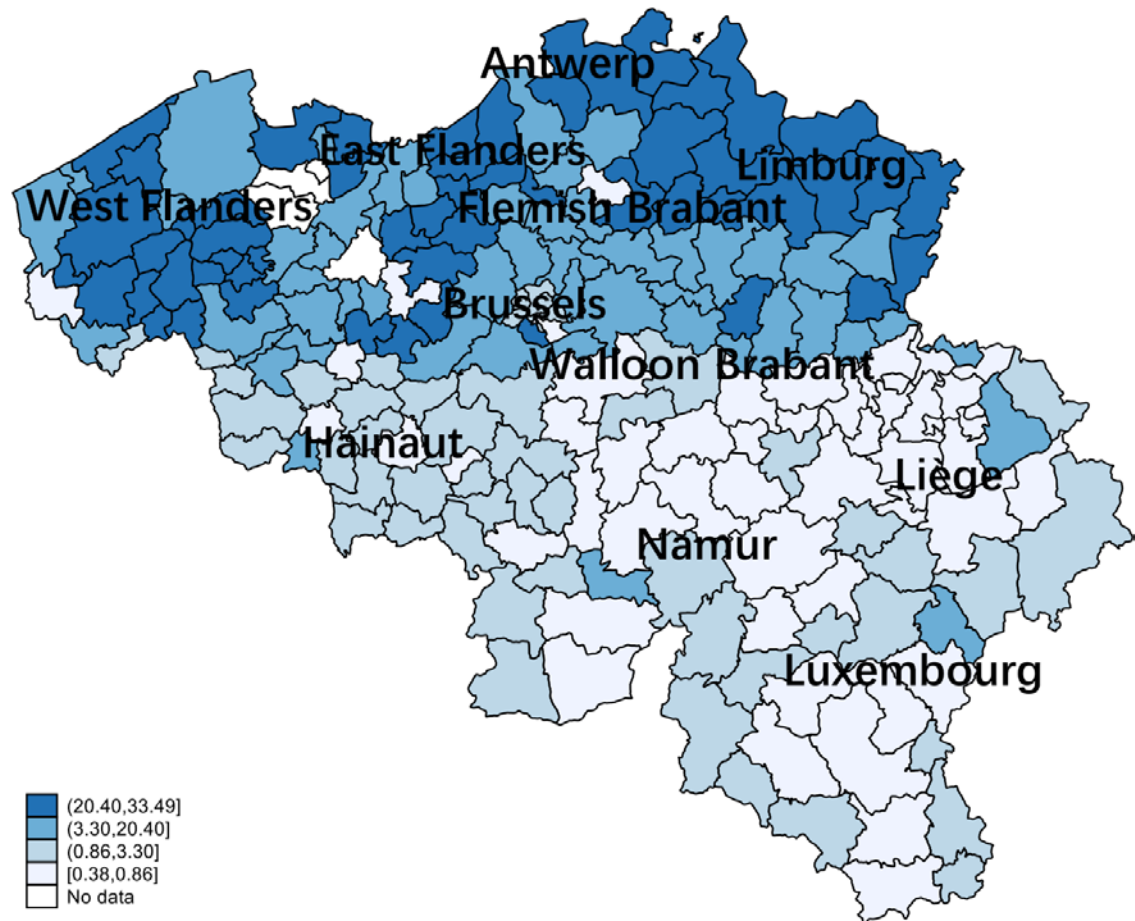 Antwerp
East Flanders
Limburg
West Flanders
Flemish Brabant
Brussels
Walloon Brabant
Hainaut
Liège
Namur
Luxembourg
(20.40,33.49]
(3.30,20.40]
(0.86,3.30]
[0.38,0.86]
No data